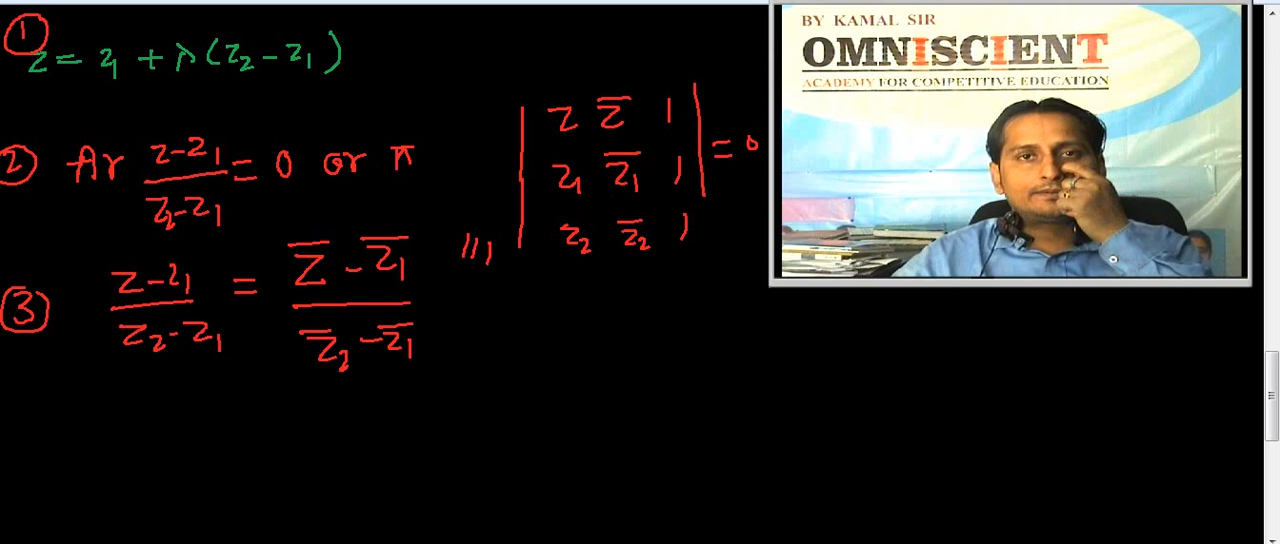 ①
z = z₁ + λ(z₂ - z₁)
② Ar (z - z₁)/(z₂ - z₁) = 0 or π
③ (z - z₁)/(z₂ - z₁) = (z̅ - z̅₁)/(z̅₂ - z̅₁)
| z z̅ 1 |
| z₁ z̅₁ 1 | = 0
| z₂ z̅₂ 1 |
BY KAMAL SIR
OMNISCIENT
ACADEMY FOR COMPETITIVE EDUCATION